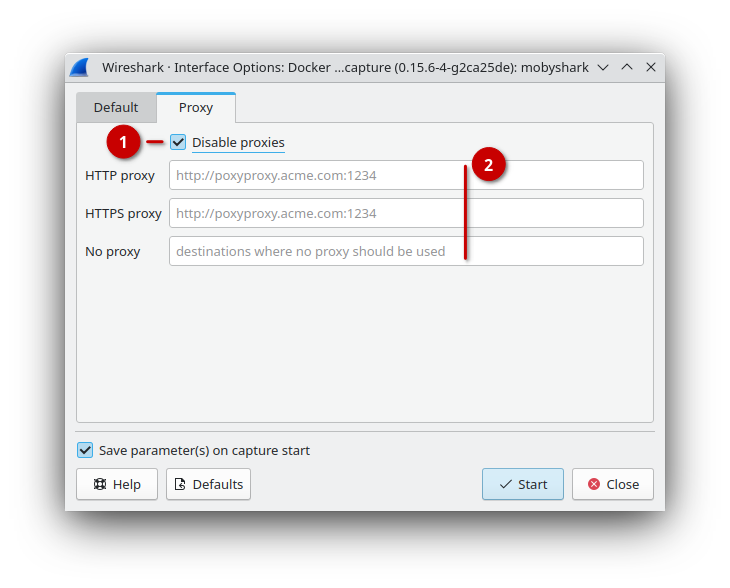 Wireshark · Interface Options: Docker ...capture (0.15.6-4-g2ca25de): mobyshark
Default Proxy
1 Disable proxies
2
HTTP proxy http://poxyproxy.acme.com:1234
HTTPS proxy http://poxyproxy.acme.com:1234
No proxy destinations where no proxy should be used
Save parameter(s) on capture start
Help Defaults Start Close